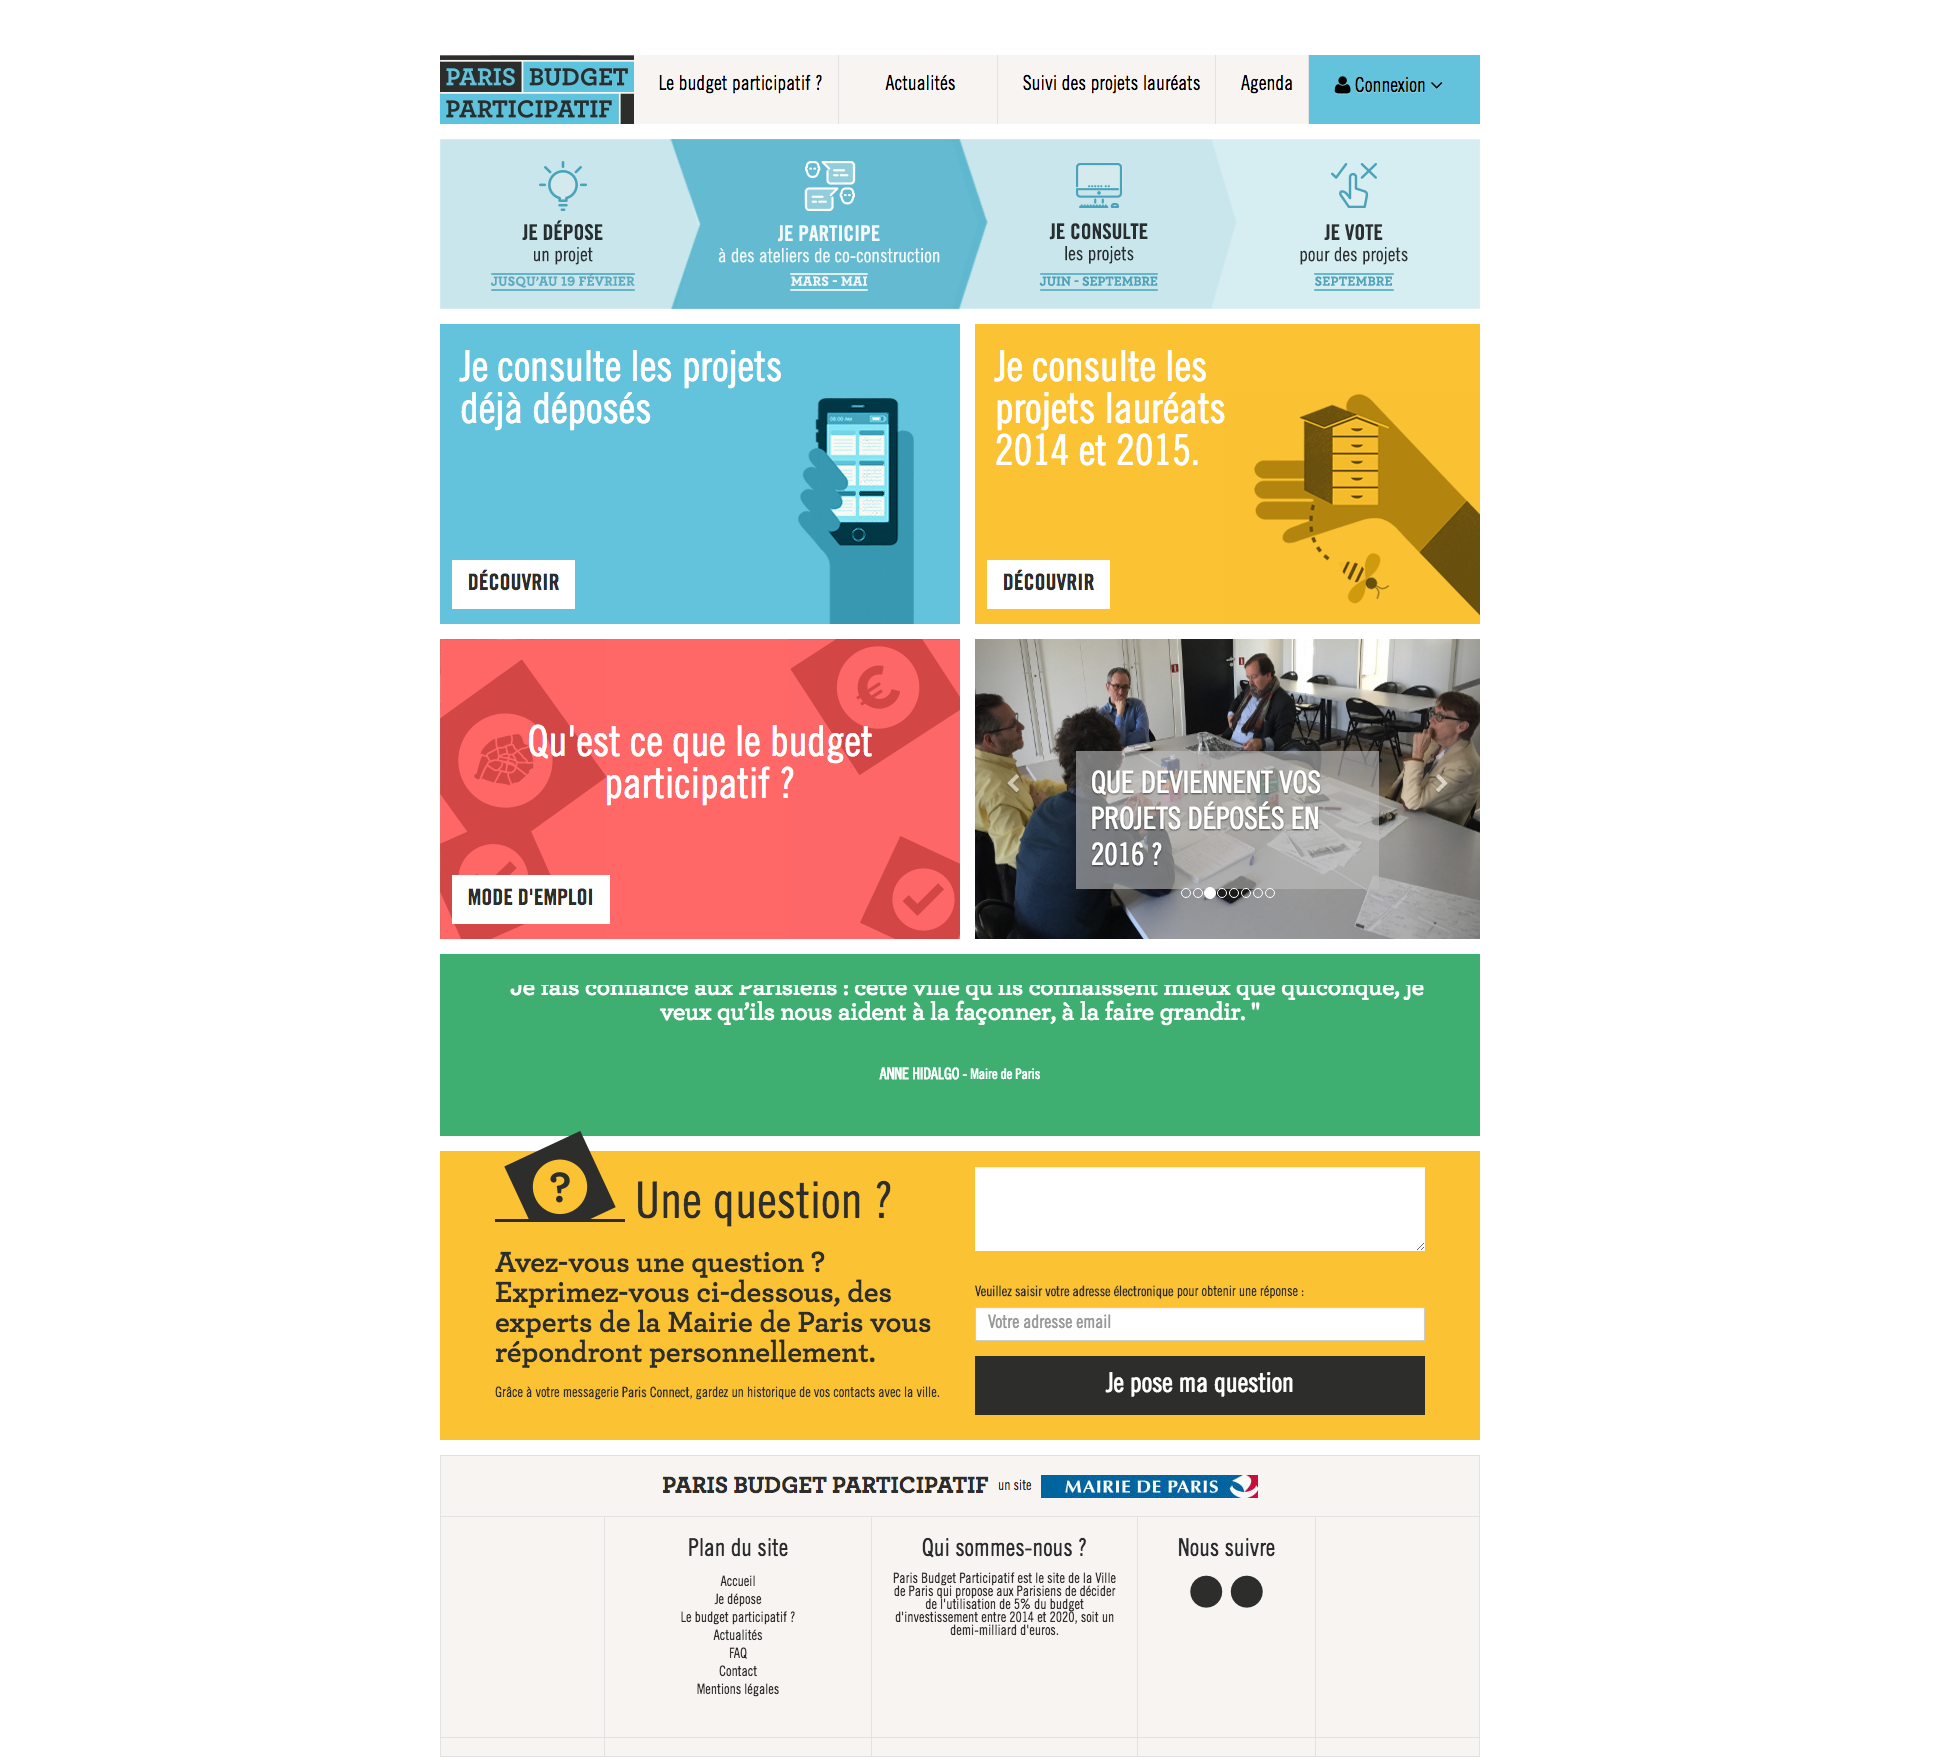 PARIS BUDGET
PARTICIPATIF
Le budget participatif ?
Actualités
Suivi des projets lauréats
Agenda
Connexion
JE DÉPOSE
un projet
JUSQU'AU 19 FÉVRIER
JE PARTICIPE
à des ateliers de co-construction
MARS - MAI
JE CONSULTE
les projets
JUIN - SEPTEMBRE
JE VOTE
pour des projets
SEPTEMBRE
Je consulte les projets
déjà déposés
DÉCOUVRIR
Je consulte les
projets lauréats
2014 et 2015.
DÉCOUVRIR
Qu'est ce que le budget
participatif ?
MODE D'EMPLOI
QUE DEVIENNENT VOS
PROJETS DÉPOSÉS EN
2016 ?
Je fais confiance aux Parisiens : cette ville qu'ils connaissent mieux que quiconque, je
veux qu’ils nous aident à la façonner, à la faire grandir. "
ANNE HIDALGO - Maire de Paris
?
Une question ?
Avez-vous une question ?
Exprimez-vous ci-dessous, des
experts de la Mairie de Paris vous
répondront personnellement.
Grâce à votre messagerie Paris Connect, gardez un historique de vos contacts avec la ville.
Veuillez saisir votre adresse électronique pour obtenir une réponse :
Votre adresse email
Je pose ma question
PARIS BUDGET PARTICIPATIF un site MAIRIE DE PARIS
Plan du site
Accueil
Je dépose
Le budget participatif ?
Actualités
FAQ
Contact
Mentions légales
Qui sommes-nous ?
Paris Budget Participatif est le site de la Ville
de Paris qui propose aux Parisiens de décider
de l'utilisation de 5% du budget
d'investissement entre 2014 et 2020, soit un
demi-milliard d'euros.
Nous suivre